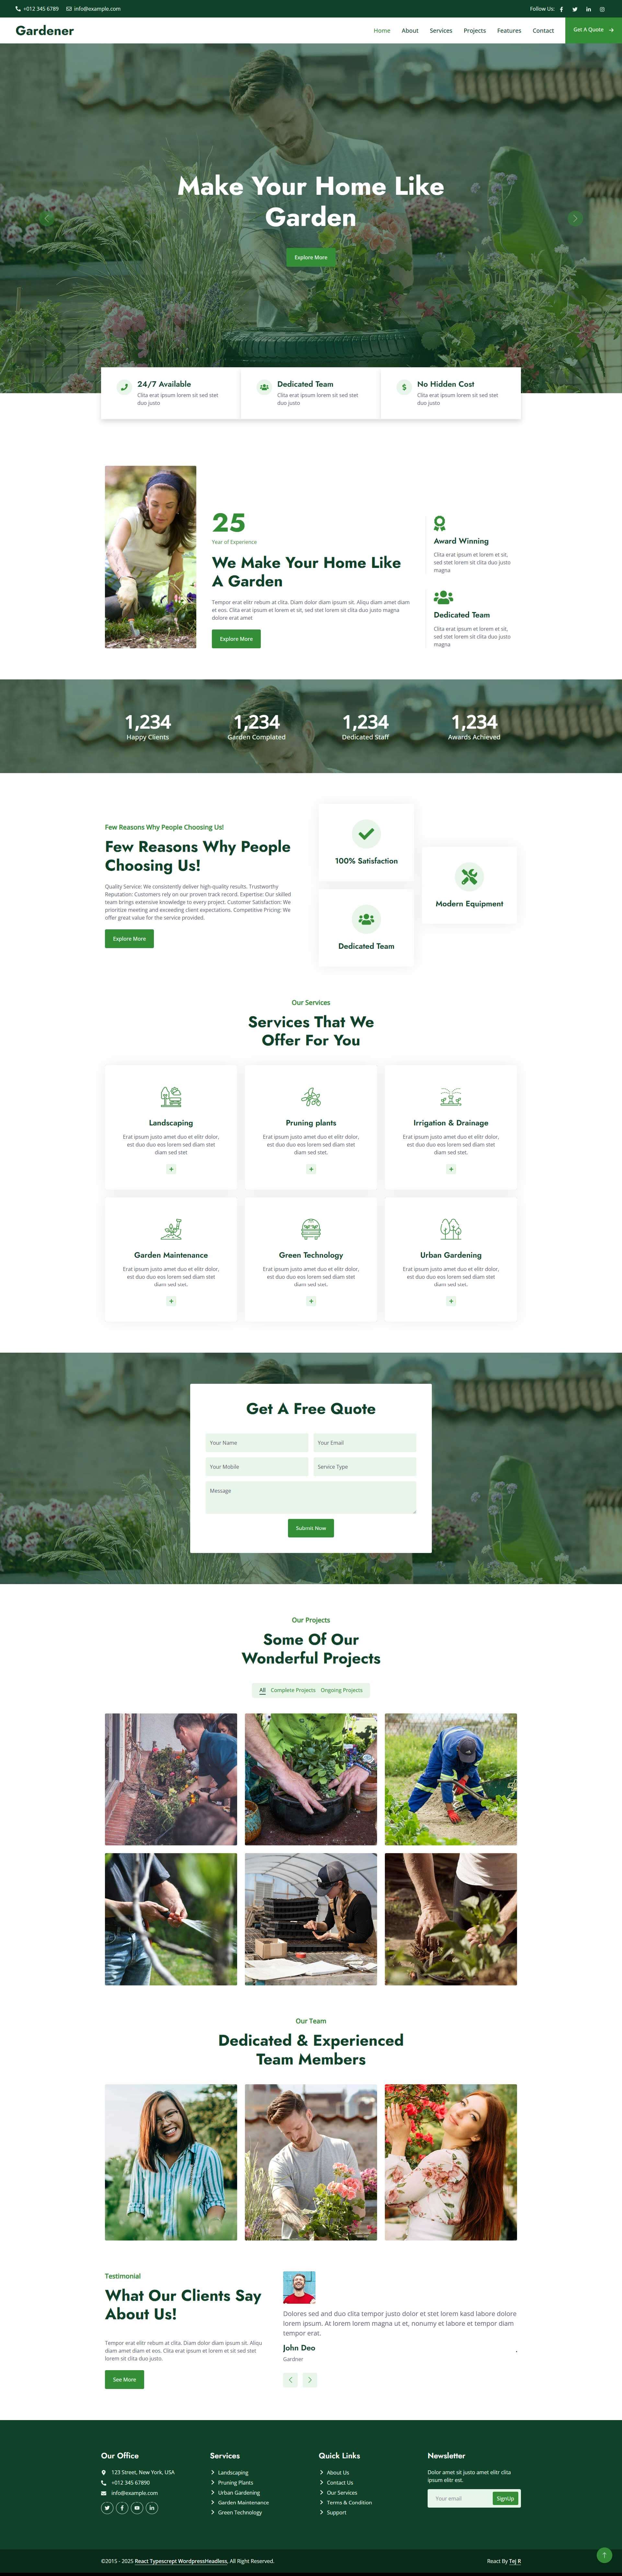 +012 345 6789 info@example.com Follow Us:
Gardener Home About Services Projects Features Contact Get A Quote
Make Your Home Like
Garden
Explore More
24/7 Available
Clita erat ipsum lorem sit sed stet
duo justo
Dedicated Team
Clita erat ipsum lorem sit sed stet
duo justo
No Hidden Cost
Clita erat ipsum lorem sit sed stet
duo justo
25
Year of Experience
We Make Your Home Like
A Garden
Tempor erat elitr rebum at clita. Diam dolor diam ipsum sit. Aliqu diam amet diam
et eos. Clita erat ipsum et lorem et sit, sed stet lorem sit clita duo justo magna
dolore erat amet
Explore More
Award Winning
Clita erat ipsum et lorem et sit,
sed stet lorem sit clita duo justo
magna
Dedicated Team
Clita erat ipsum et lorem et sit,
sed stet lorem sit clita duo justo
magna
1,234
Happy Clients
1,234
Garden Complated
1,234
Dedicated Staff
1,234
Awards Achieved
Few Reasons Why People Choosing Us!
Few Reasons Why People
Choosing Us!
Quality Service: We consistently deliver high-quality results. Trustworthy
Reputation: Customers rely on our proven track record. Expertise: Our skilled
team brings extensive knowledge to every project. Customer Satisfaction: We
prioritize meeting and exceeding client expectations. Competitive Pricing: We
offer great value for the service provided.
Explore More
100% Satisfaction
Dedicated Team
Modern Equipment
Our Services
Services That We
Offer For You
Landscaping
Erat ipsum justo amet duo et elitr dolor,
est duo duo eos lorem sed diam stet
diam sed stet
Pruning plants
Erat ipsum justo amet duo et elitr dolor,
est duo duo eos lorem sed diam stet
diam sed stet.
Irrigation & Drainage
Erat ipsum justo amet duo et elitr dolor,
est duo duo eos lorem sed diam stet
diam sed stet.
Garden Maintenance
Erat ipsum justo amet duo et elitr dolor,
est duo duo eos lorem sed diam stet
diam sed stet.
Green Technology
Erat ipsum justo amet duo et elitr dolor,
est duo duo eos lorem sed diam stet
diam sed stet.
Urban Gardening
Erat ipsum justo amet duo et elitr dolor,
est duo duo eos lorem sed diam stet
diam sed stet.
Get A Free Quote
Your Name
Your Email
Your Mobile
Service Type
Message
Submit Now
Our Projects
Some Of Our
Wonderful Projects
All Complete Projects Ongoing Projects
Our Team
Dedicated & Experienced
Team Members
Testimonial
What Our Clients Say
About Us!
Tempor erat elitr rebum at clita. Diam dolor diam ipsum sit. Aliqu
diam amet diam et eos. Clita erat ipsum et lorem et sit sed stet
lorem sit clita duo justo.
See More
Dolores sed and duo clita tempor justo dolor et stet lorem kasd labore dolore
lorem ipsum. At lorem lorem magna ut et, nonumy et labore et tempor diam
tempor erat.
John Deo
Gardner
Our Office
123 Street, New York, USA
+012 345 67890
info@example.com
Services
Landscaping
Pruning Plants
Urban Gardening
Garden Maintenance
Green Technology
Quick Links
About Us
Contact Us
Our Services
Terms & Condition
Support
Newsletter
Dolor amet sit justo amet elitr clita
ipsum elitr est.
Your email SignUp
©2015 - 2025 React Typescrept WordpressHeadless, All Right Reserved.
React By Tej R